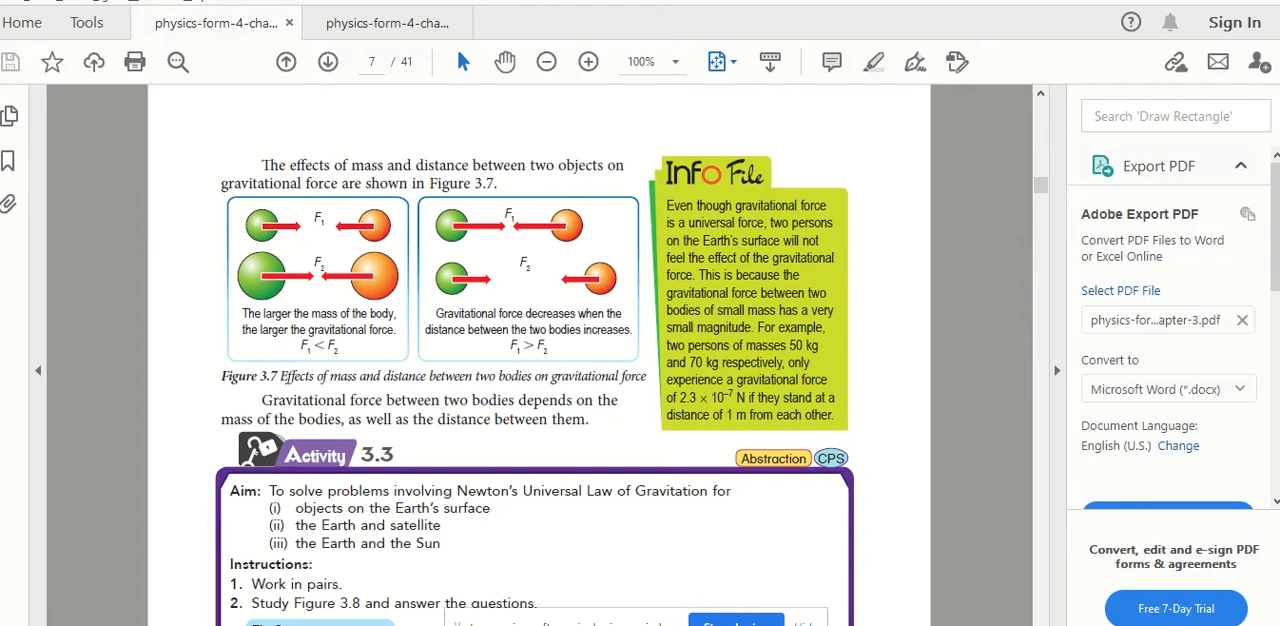 Home Tools physics-form-4-cha... × physics-form-4-cha... Sign In
7 / 41 100%
The effects of mass and distance between two objects on
gravitational force are shown in Figure 3.7.
F1
F2
The larger the mass of the body,
the larger the gravitational force.
F1 < F2
F1
F2
Gravitational force decreases when the
distance between the two bodies increases.
F1 > F2
Figure 3.7 Effects of mass and distance between two bodies on gravitational force
Gravitational force between two bodies depends on the
mass of the bodies, as well as the distance between them.
Info File
Even though gravitational force
is a universal force, two persons
on the Earth's surface will not
feel the effect of the gravitational
force. This is because the
gravitational force between two
bodies of small mass has a very
small magnitude. For example,
two persons of masses 50 kg
and 70 kg respectively, only
experience a gravitational force
of 2.3 × 10⁻⁷ N if they stand at a
distance of 1 m from each other.
Activity 3.3
Abstraction CPS
Aim: To solve problems involving Newton's Universal Law of Gravitation for
(i) objects on the Earth's surface
(ii) the Earth and satellite
(iii) the Earth and the Sun
Instructions:
1. Work in pairs.
2. Study Figure 3.8 and answer the questions.
Search 'Draw Rectangle'
Export PDF
Adobe Export PDF
Convert PDF Files to Word
or Excel Online
Select PDF File
physics-for...apter-3.pdf
Convert to
Microsoft Word (*.docx)
Document Language:
English (U.S.) Change
Convert, edit and e-sign PDF
forms & agreements
Free 7-Day Trial